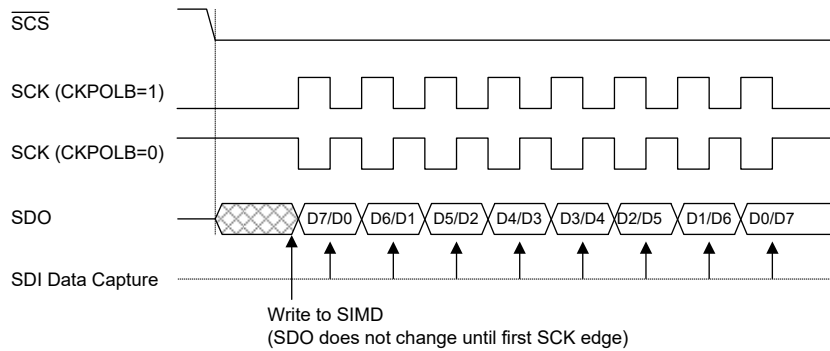 SCS
SCK (CKPOLB=1)
SCK (CKPOLB=0)
SDO
D7/D0 D6/D1 D5/D2 D4/D3 D3/D4 D2/D5 D1/D6 D0/D7
SDI Data Capture
Write to SIMD
(SDO does not change until first SCK edge)